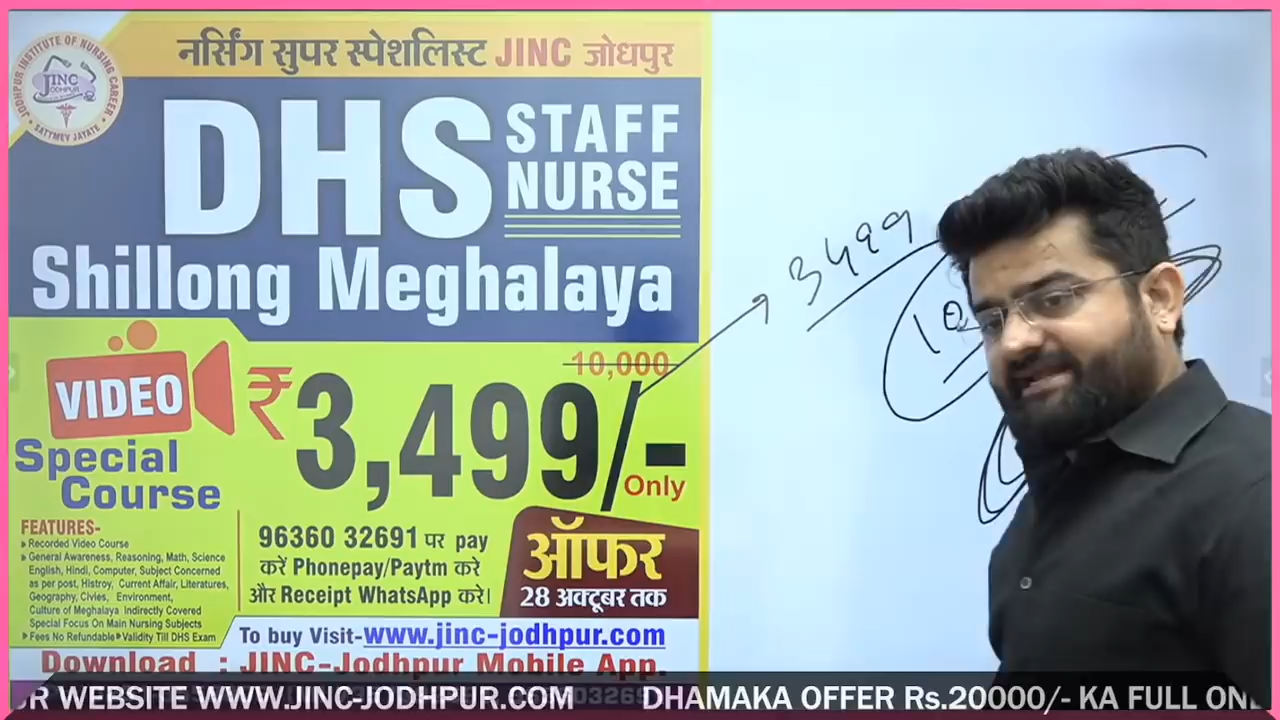 JODHPUR INSTITUTE OF NURSING CAREER
JINC
JODHPUR
SATTMEV JAYATE
नर्सिंग सुपर स्पेशलिस्ट JINC जोधपुर
DHS
STAFF
NURSE
Shillong Meghalaya
VIDEO
Special
Course
10,000
₹3,499/-
Only
3499
10
FEATURES-
Recorded Video Course
General Awareness, Reasoning, Math, Science
English, Hindi, Computer, Subject Concerned
as per post, Histroy, Current Affair, Literatures,
Geography, Civies, Environment,
Culture of Meghalaya Indirectly Covered
Special Focus On Main Nursing Subjects
Fees No Refundable Validity Till DHS Exam
96360 32691 पर pay
करें Phonepay/Paytm करे
और Receipt WhatsApp करे।
ऑफर
28 अक्टूबर तक
To buy Visit-www.jinc-jodhpur.com
Download : JINC-Jodhpur Mobile App.
WEBSITE WWW.JINC-JODHPUR.COM DHAMAKA OFFER Rs.20000/- KA FULL